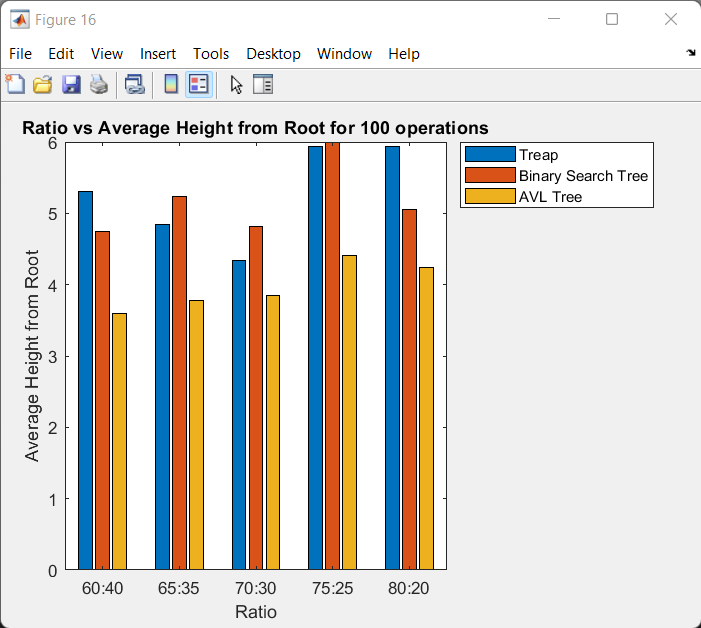 Figure 16
File Edit View Insert Tools Desktop Window Help
Ratio vs Average Height from Root for 100 operations
Treap
Binary Search Tree
AVL Tree
Average Height from Root
6
5
4
3
2
1
0
60:40 65:35 70:30 75:25 80:20
Ratio